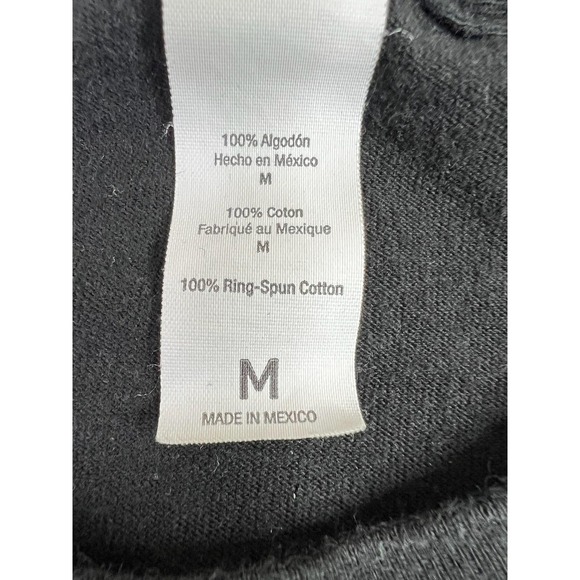 100% Algodón
Hecho en México
M
100% Coton
Fabriqué au Mexique
M
100% Ring-Spun Cotton
M
MADE IN MEXICO